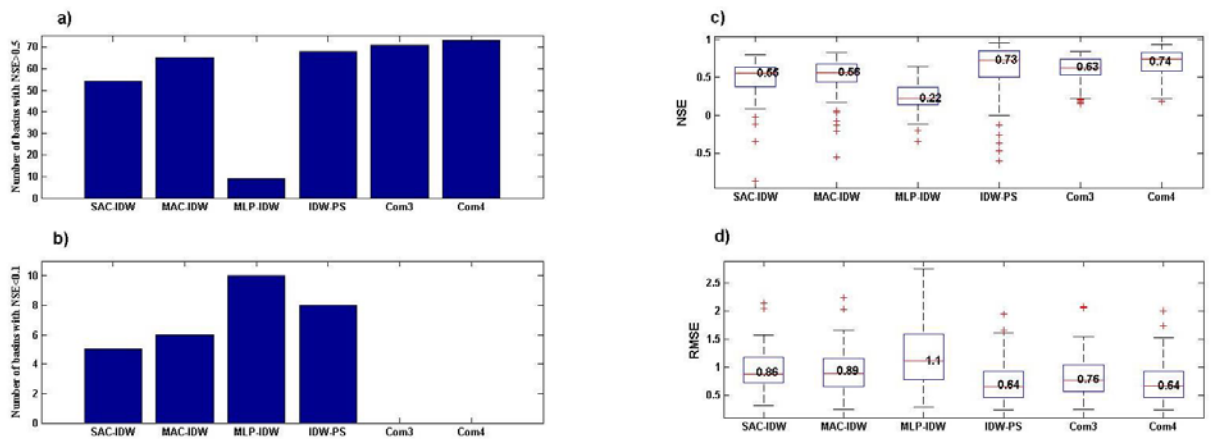 a)
Number of basins with NSE>0.5
70
60
50
40
30
20
10
0
SAC-IDW MAC-IDW MLP-IDW IDW-PS Com3 Com4
b)
Number of basins with NSE<0.1
10
8
6
4
2
0
SAC-IDW MAC-IDW MLP-IDW IDW-PS Com3 Com4
c)
NSE
1
0.5
0
0.5
0.22
0.73
0.63
0.74
SAC-IDW MAC-IDW MLP-IDW IDW-PS Com3 Com4
d)
RMSE
2.5
2
1.5
1
0.5
0.86
0.89
1.1
0.64
0.76
0.64
SAC-IDW MAC-IDW MLP-IDW IDW-PS Com3 Com4